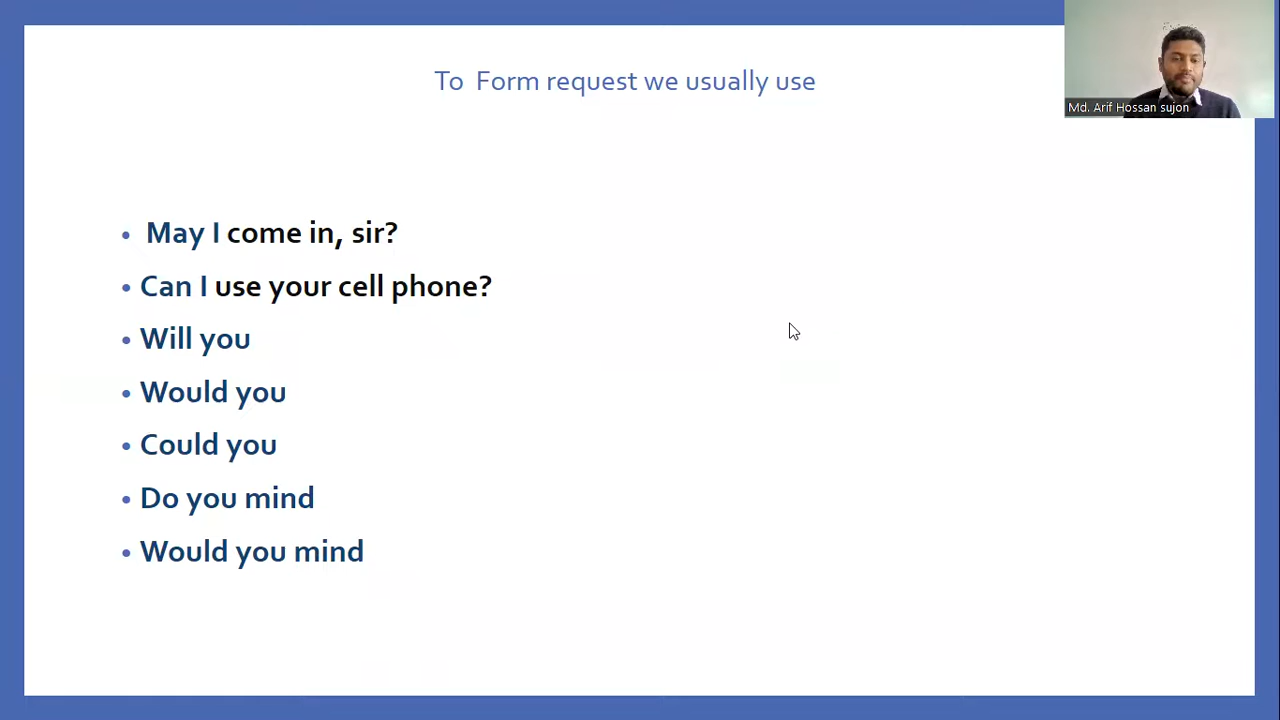 To Form request we usually use
Md. Arif Hossan sujon
• May I come in, sir?
• Can I use your cell phone?
• Will you
• Would you
• Could you
• Do you mind
• Would you mind